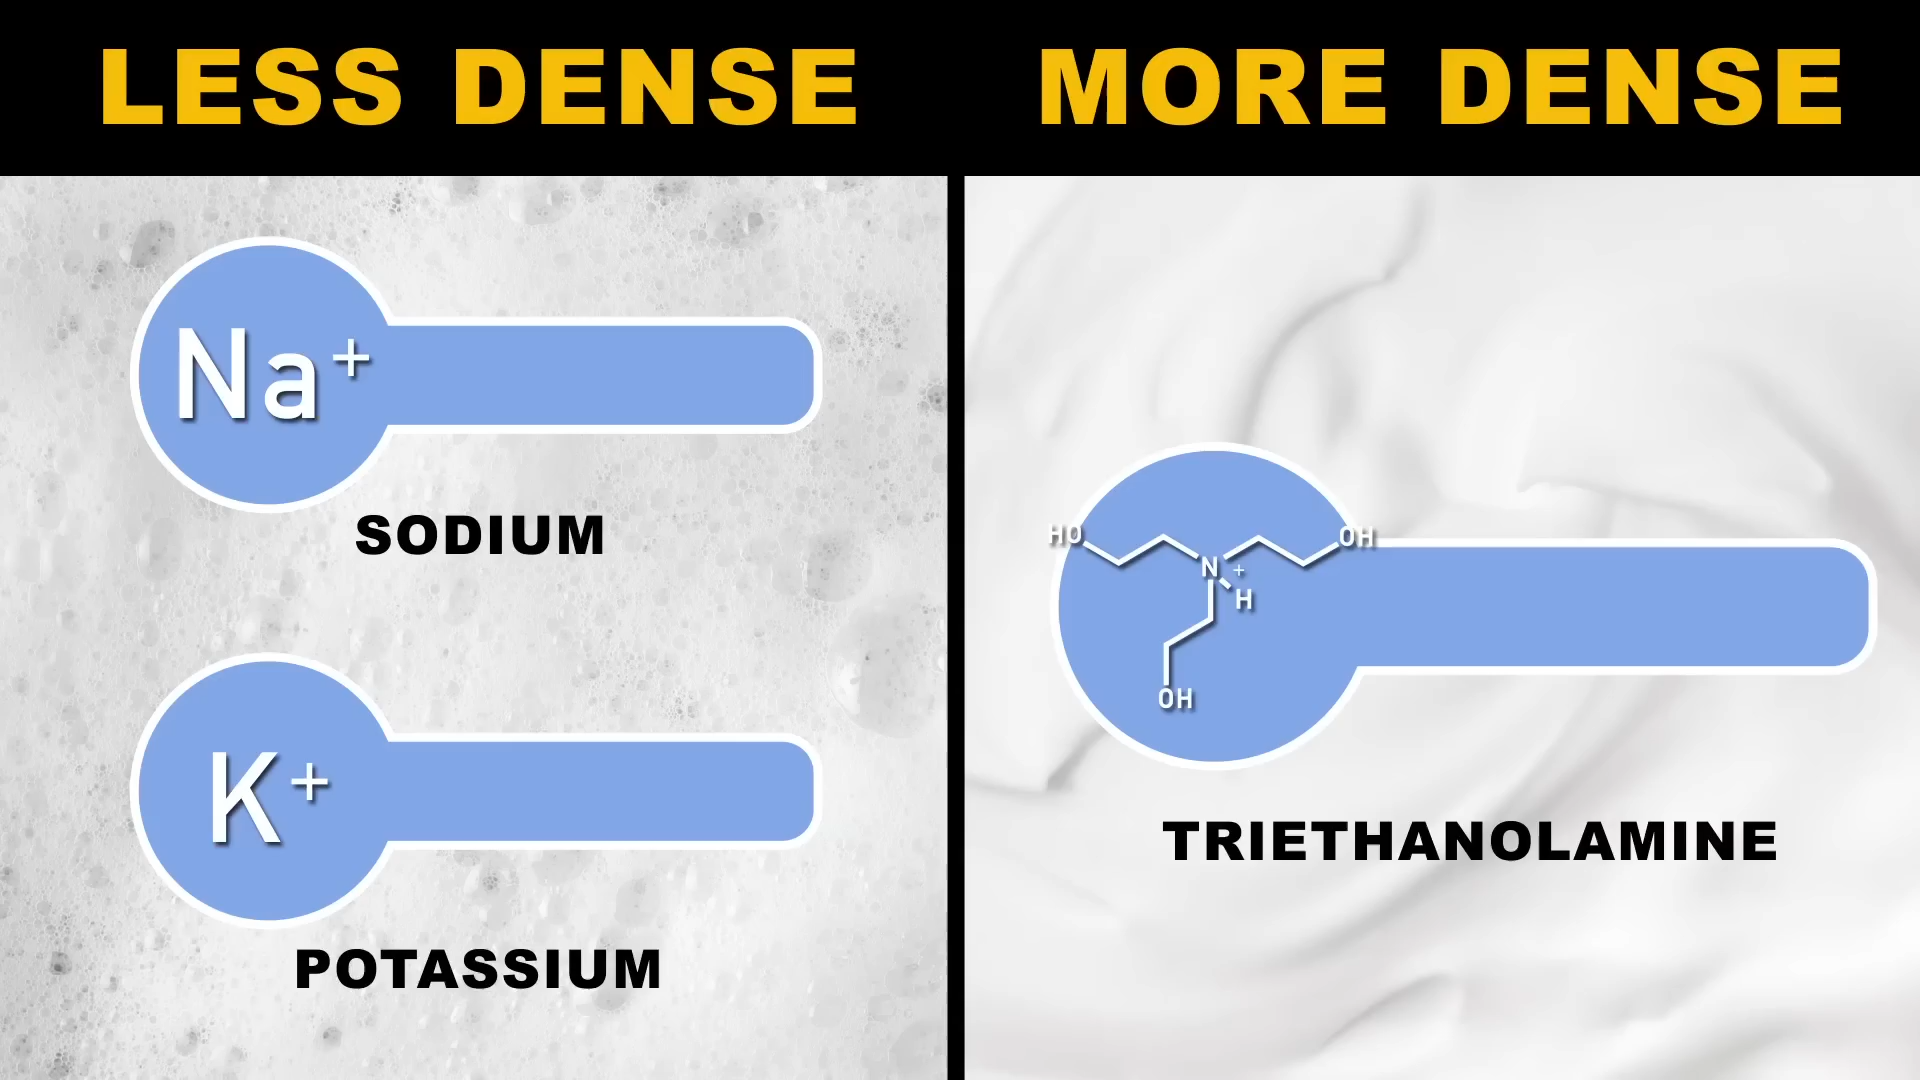 LESS DENSE
MORE DENSE
Na+
SODIUM
K+
POTASSIUM
HO
OH
N +
H
OH
TRIETHANOLAMINE